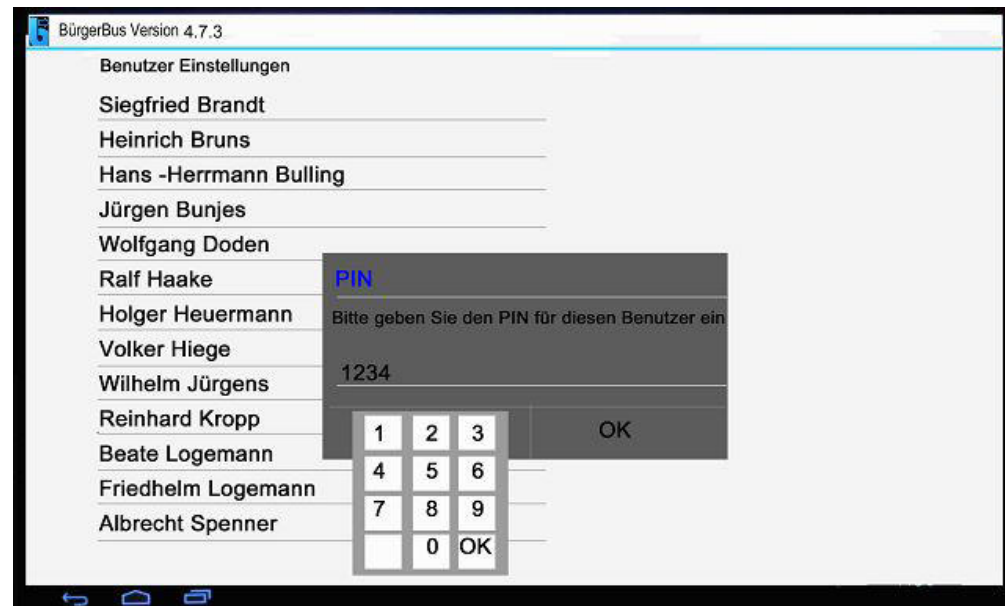 BürgerBus Version 4.7.3
Benutzer Einstellungen
Siegfried Brandt
Heinrich Bruns
Hans -Herrmann Bulling
Jürgen Bunjes
Wolfgang Doden
Ralf Haake
Holger Heuermann
Volker Hiege
Wilhelm Jürgens
Reinhard Kropp
Beate Logemann
Friedhelm Logemann
Albrecht Spenner
PIN
Bitte geben Sie den PIN für diesen Benutzer ein
1234
OK
1 2 3
4 5 6
7 8 9
0 OK